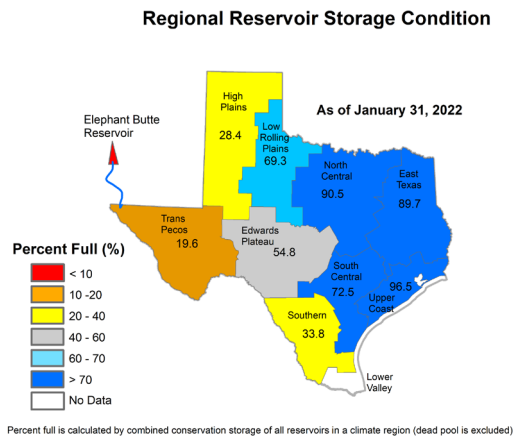 Regional Reservoir Storage Condition
As of January 31, 2022
Elephant Butte
Reservoir
High
Plains
28.4
Low
Rolling
Plains
69.3
North
Central
90.5
East
Texas
89.7
Trans
Pecos
19.6
Edwards
Plateau
54.8
South
Central
72.5
96.5
Upper
Coast
Southern
33.8
Lower
Valley
Percent Full (%)
< 10
10 -20
20 - 40
40 - 60
60 - 70
> 70
No Data
Percent full is calculated by combined conservation storage of all reservoirs in a climate region (dead pool is excluded)